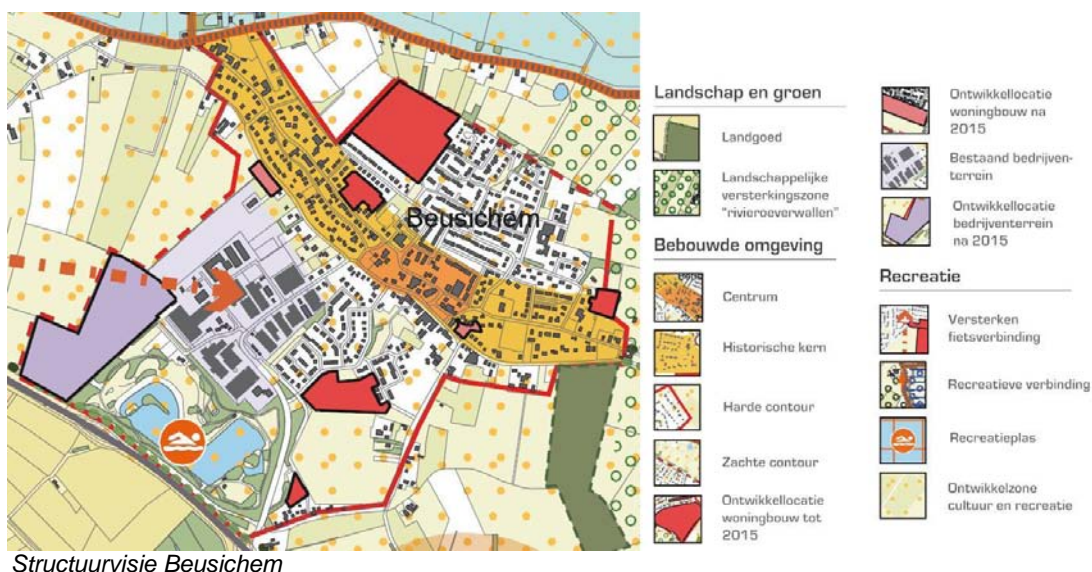 Beusichem
Landschap en groen
Landgoed
Landschappelijke
versterkingszone
"rivieroeverwallen"
Bebouwde omgeving
Centrum
Historische kern
Harde contour
Zachte contour
Ontwikkellocatie
woningbouw tot
2015
Ontwikkellocatie
woningbouw na
2015
Bestaand bedrijven-
terrein
Ontwikkellocatie
bedrijventerrein
na 2015
Recreatie
Versterken
fietsverbinding
Recreatieve verbinding
Recreatieplas
Ontwikkelzone
cultuur en recreatie
Structuurvisie Beusichem